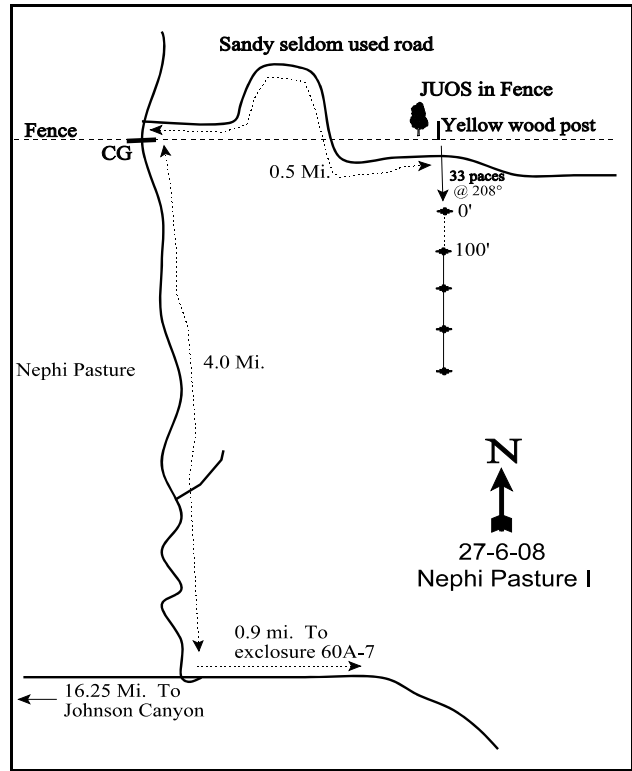 Sandy seldom used road
JUOS in Fence
Fence
Yellow wood post
CG
0.5 Mi.
33 paces
@ 208°
0'
100'
4.0 Mi.
Nephi Pasture
N
27-6-08
Nephi Pasture I
0.9 mi. To
exclosure 60A-7
16.25 Mi. To
Johnson Canyon